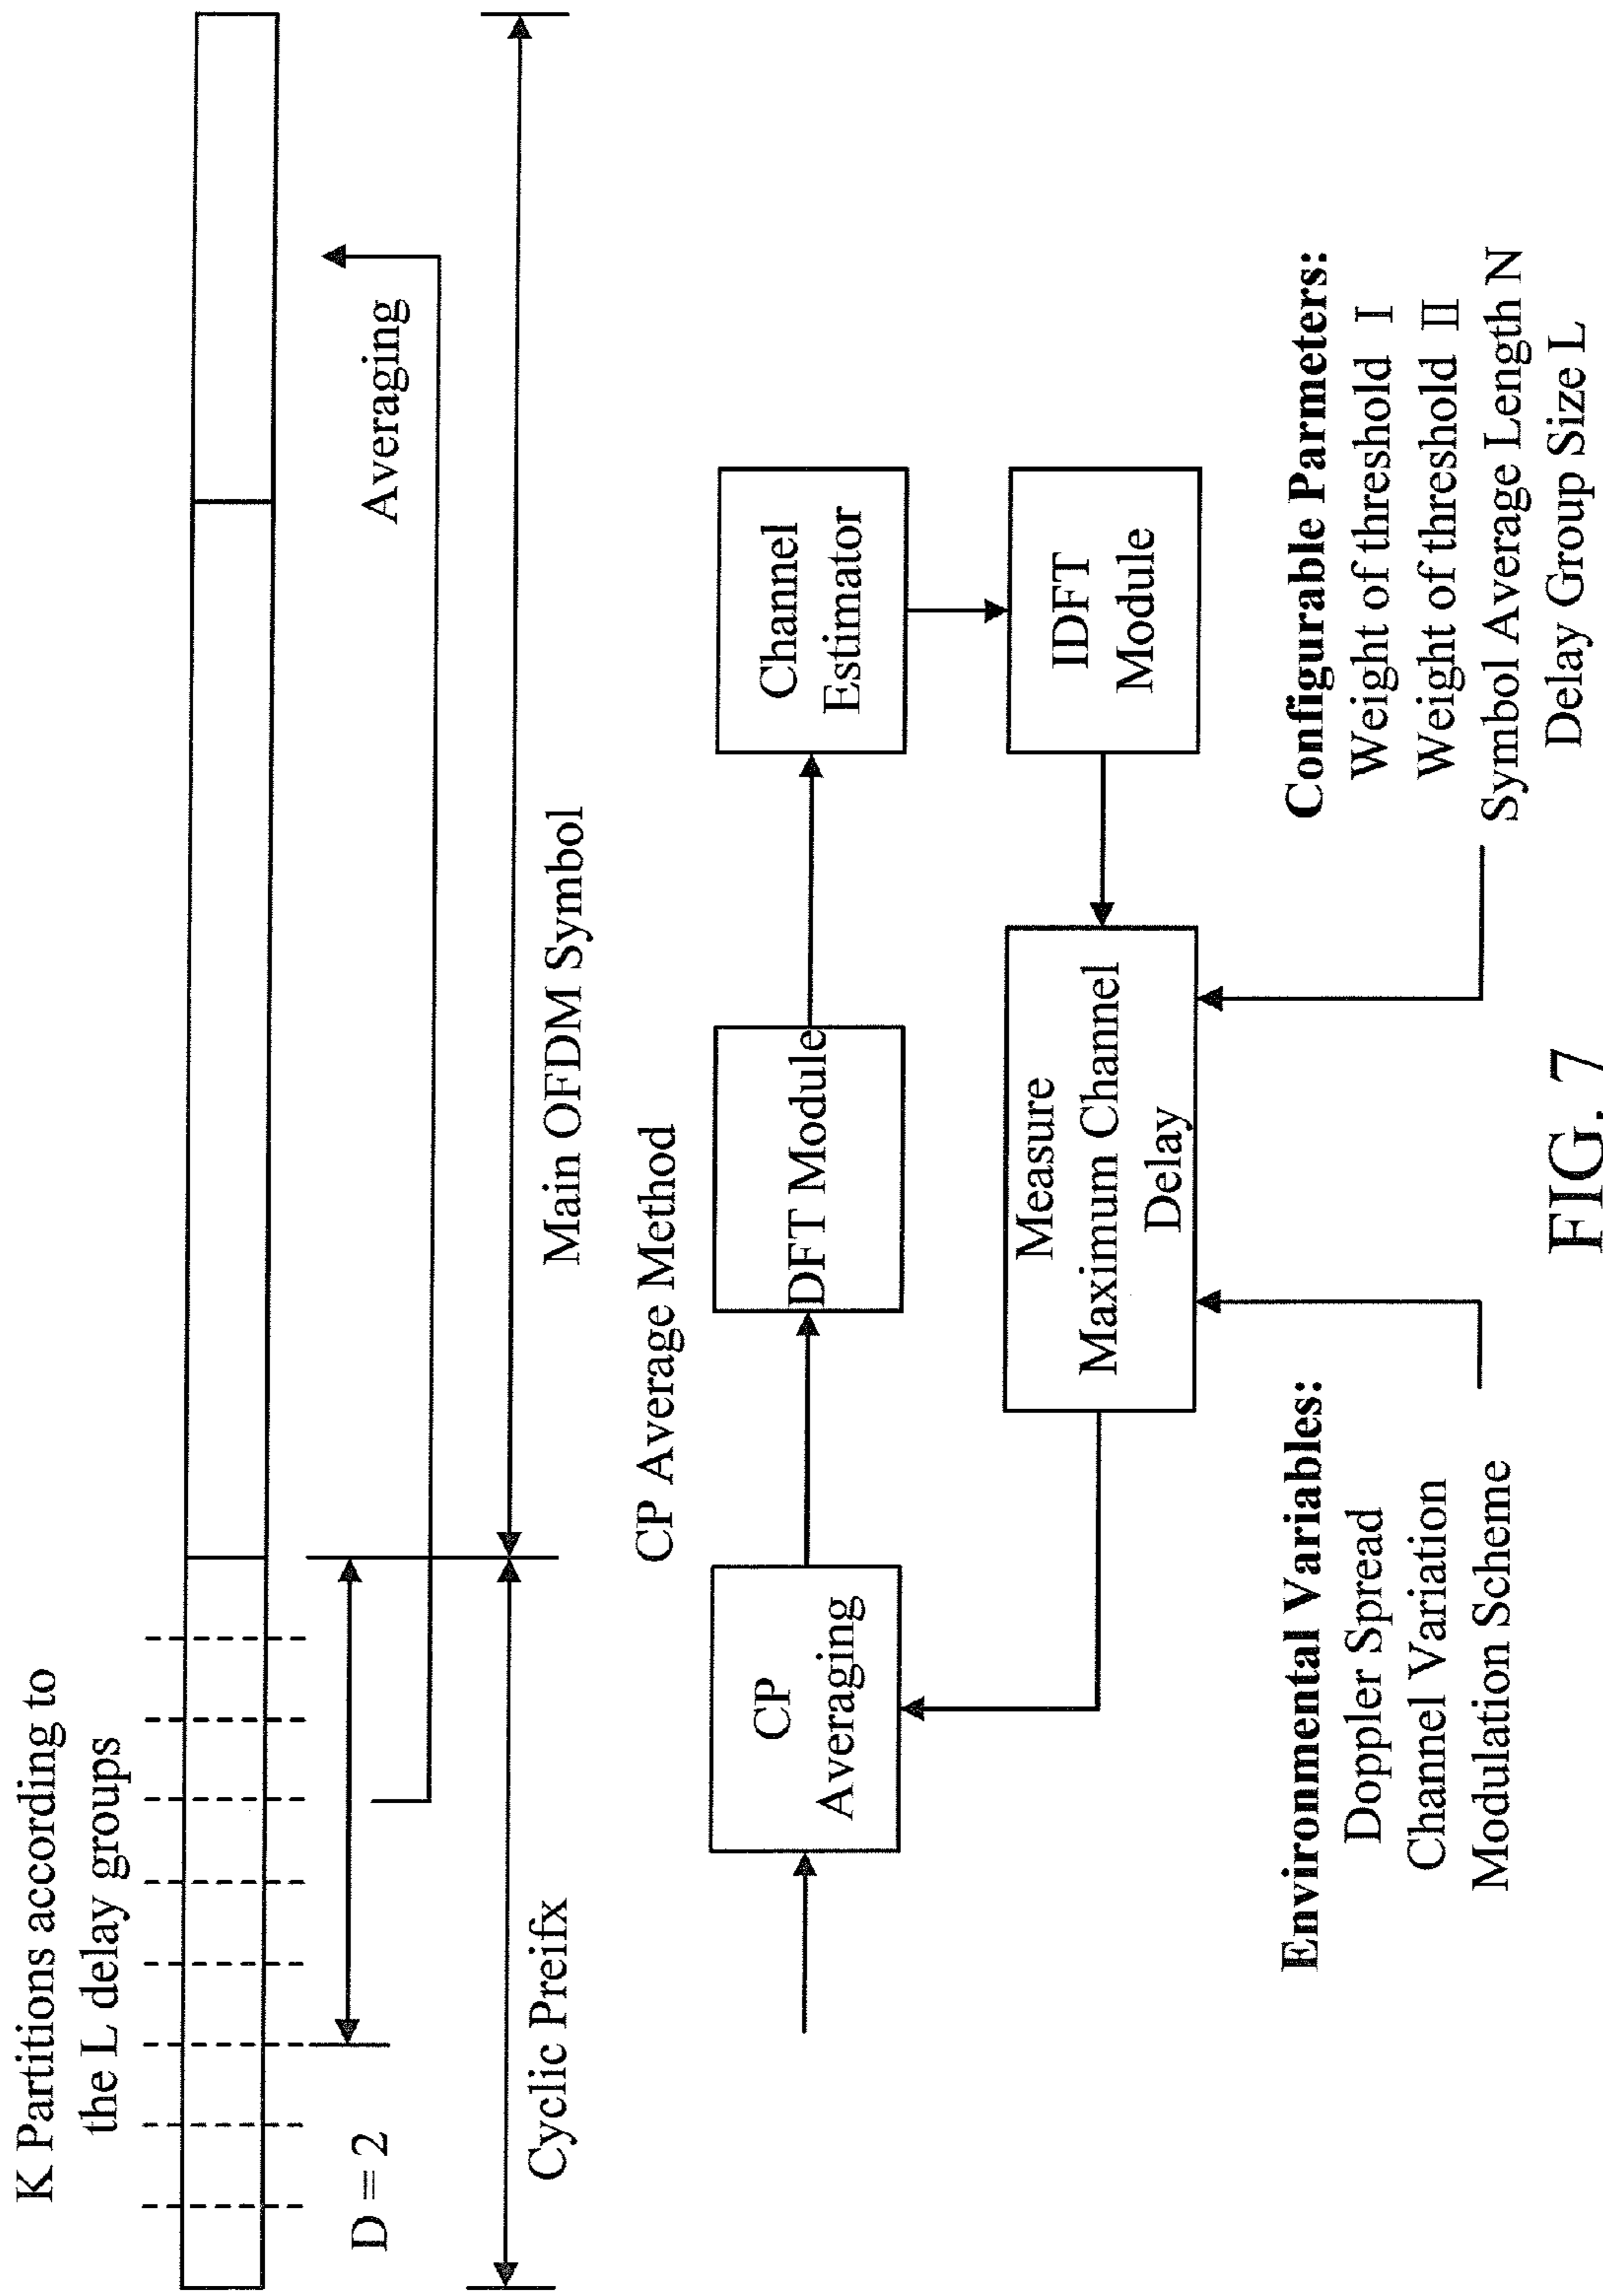 K Partitions according to
the L delay groups
D = 2
Averaging
Cyclic Preifx
Main OFDM Symbol
CP Average Method
CP
Averaging
DFT Module
Channel
Estimator
Measure
Maximum Channel
Delay
IDFT
Module
Environmental Variables:
Doppler Spread
Channel Variation
Modulation Scheme
Configurable Parmeters:
Weight of threshold I
Weight of threshold II
Symbol Average Length N
Delay Group Size L
FIG. 7